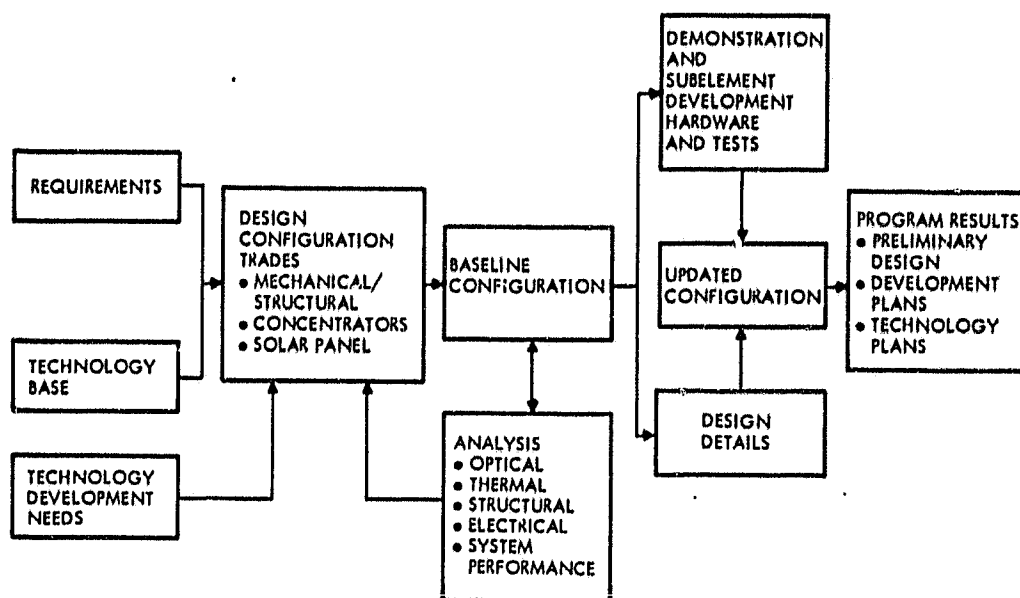 REQUIREMENTS
TECHNOLOGY
BASE
TECHNOLOGY
DEVELOPMENT
NEEDS
DESIGN
CONFIGURATION
TRADES
• MECHANICAL/
STRUCTURAL
• CONCENTRATORS
• SOLAR PANEL
BASELINE
CONFIGURATION
ANALYSIS
• OPTICAL
• THERMAL
• STRUCTURAL
• ELECTRICAL
• SYSTEM
PERFORMANCE
DEMONSTRATION
AND
SUBELEMENT
DEVELOPMENT
HARDWARE
AND TESTS
UPDATED
CONFIGURATION
DESIGN
DETAILS
PROGRAM RESULTS
• PRELIMINARY
DESIGN
• DEVELOPMENT
PLANS
• TECHNOLOGY
PLANS